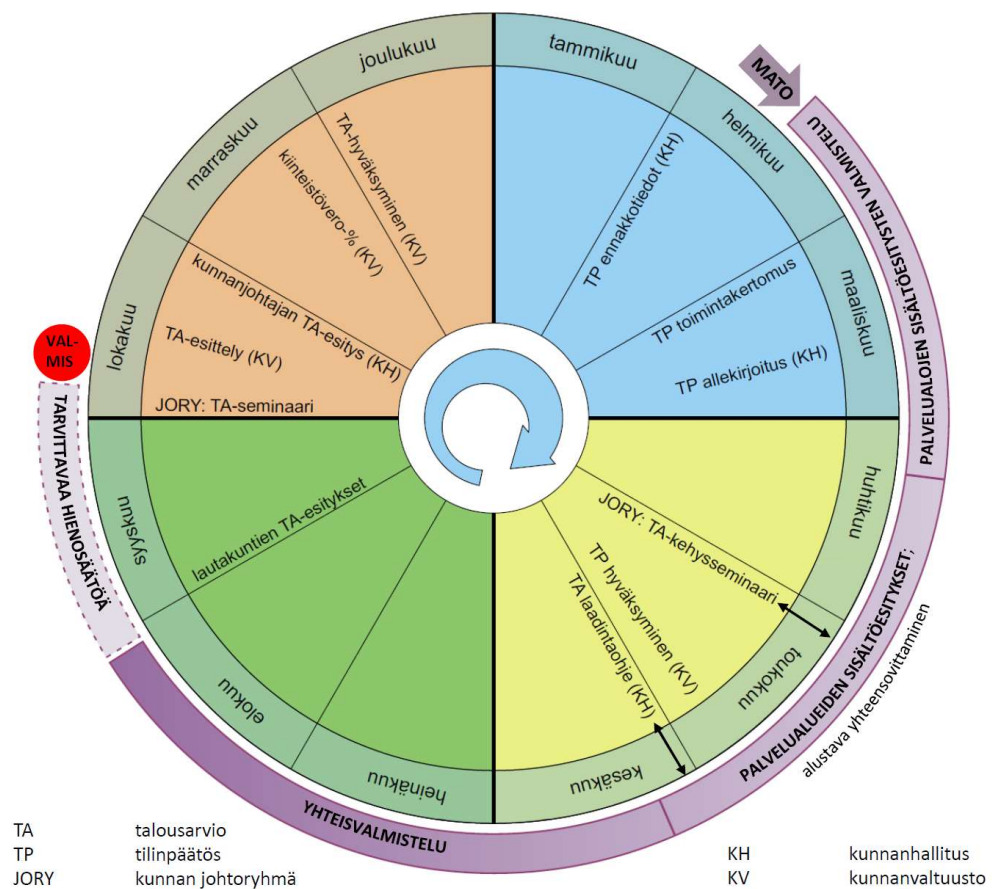 tammikuu
helmikuu
maaliskuu
huhtikuu
toukokuu
kesäkuu
heinäkuu
elokuu
syyskuu
lokakuu
marraskuu
joulukuu
MATO
PALVELUALOJEN SISÄLTÖESITYSTEN VALMISTELU
PALVELUALUEIDEN SISÄLTÖESITYKSET;
alustava yhteensovittaminen
YHTEISVALMISTELU
TARVITTAVAA HIENOSÄÄTÖÄ
VAL-
MIS
TP ennakkotiedot (KH)
TP toimintakertomus
TP allekirjoitus (KH)
JORY: TA-kehysseminaari
TP hyväksyminen (KV)
TA laadintaohje (KH)
lautakuntien TA-esitykset
JORY: TA-seminaari
TA-esittely (KV)
kunnanjohtajan TA-esitys (KH)
kiinteistövero-% (KV)
TA-hyväksyminen (KV)
TA talousarvio
TP tilinpäätös
JORY kunnan johtoryhmä
KH kunnanhallitus
KV kunnanvaltuusto